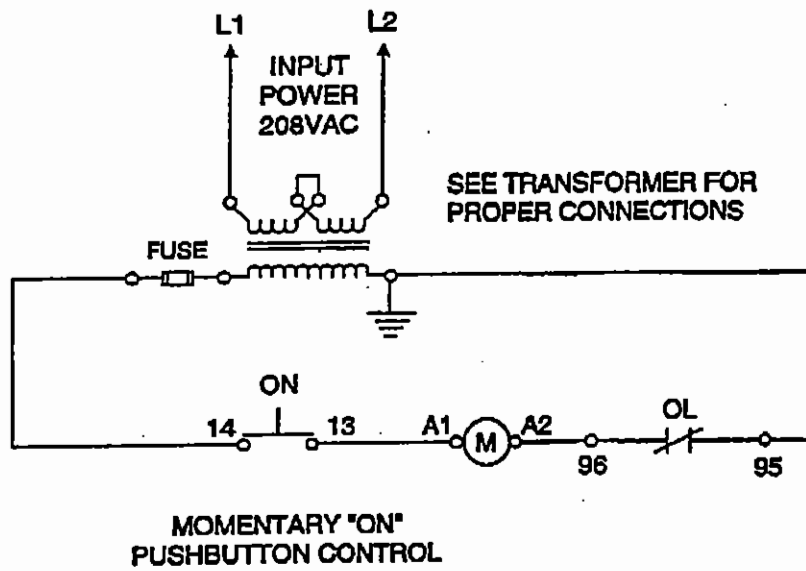 L1
L2
INPUT
POWER
208VAC
SEE TRANSFORMER FOR
PROPER CONNECTIONS
FUSE
ON
14
13
A1
M
A2
OL
96
95
MOMENTARY "ON"
PUSHBUTTON CONTROL